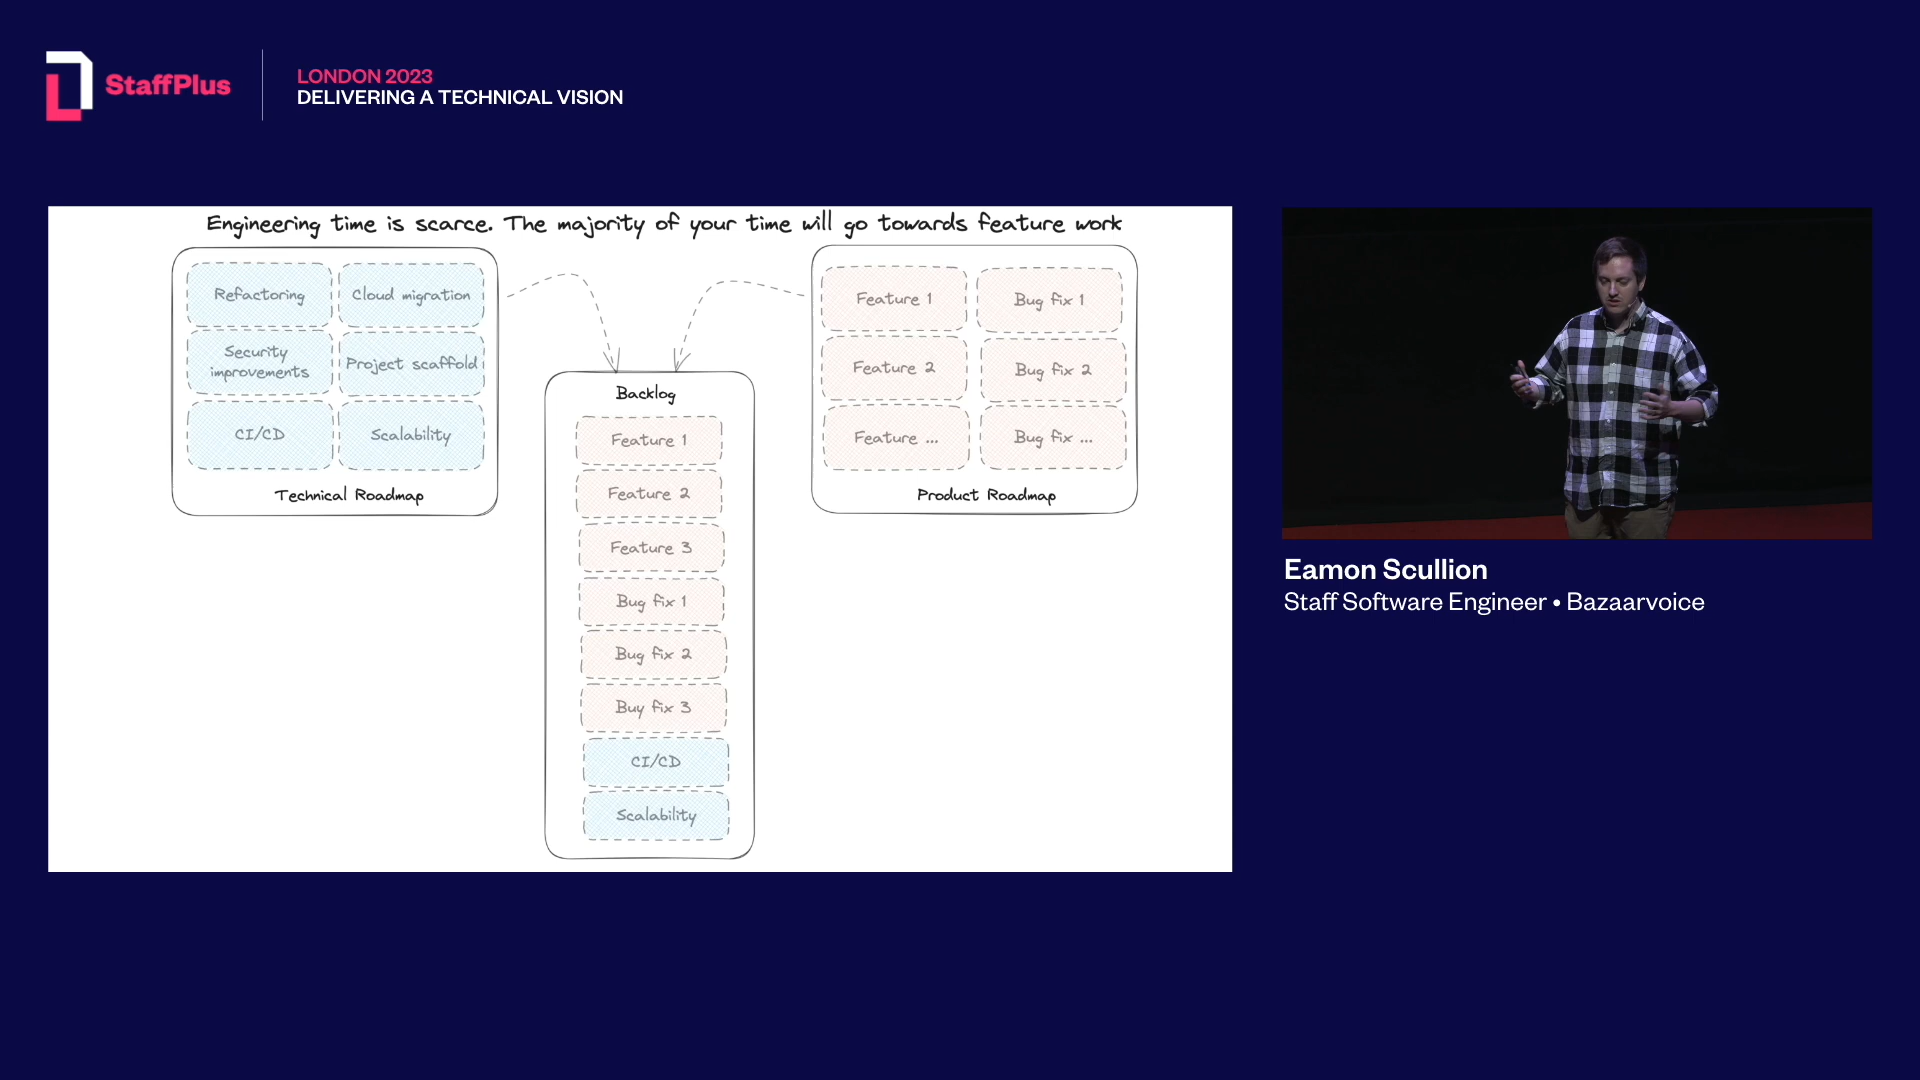 StaffPlus
LONDON 2023
DELIVERING A TECHNICAL VISION
Engineering time is scarce. The majority of your time will go towards feature work
Refactoring
Cloud migration
Security
improvements
Project scaffold
CI/CD
Scalability
Technical Roadmap
Backlog
Feature 1
Feature 2
Feature 3
Bug fix 1
Bug fix 2
Buy fix 3
CI/CD
Scalability
Feature 1
Bug fix 1
Feature 2
Bug fix 2
Feature ...
Bug fix ...
Product Roadmap
Eamon Scullion
Staff Software Engineer • Bazaarvoice